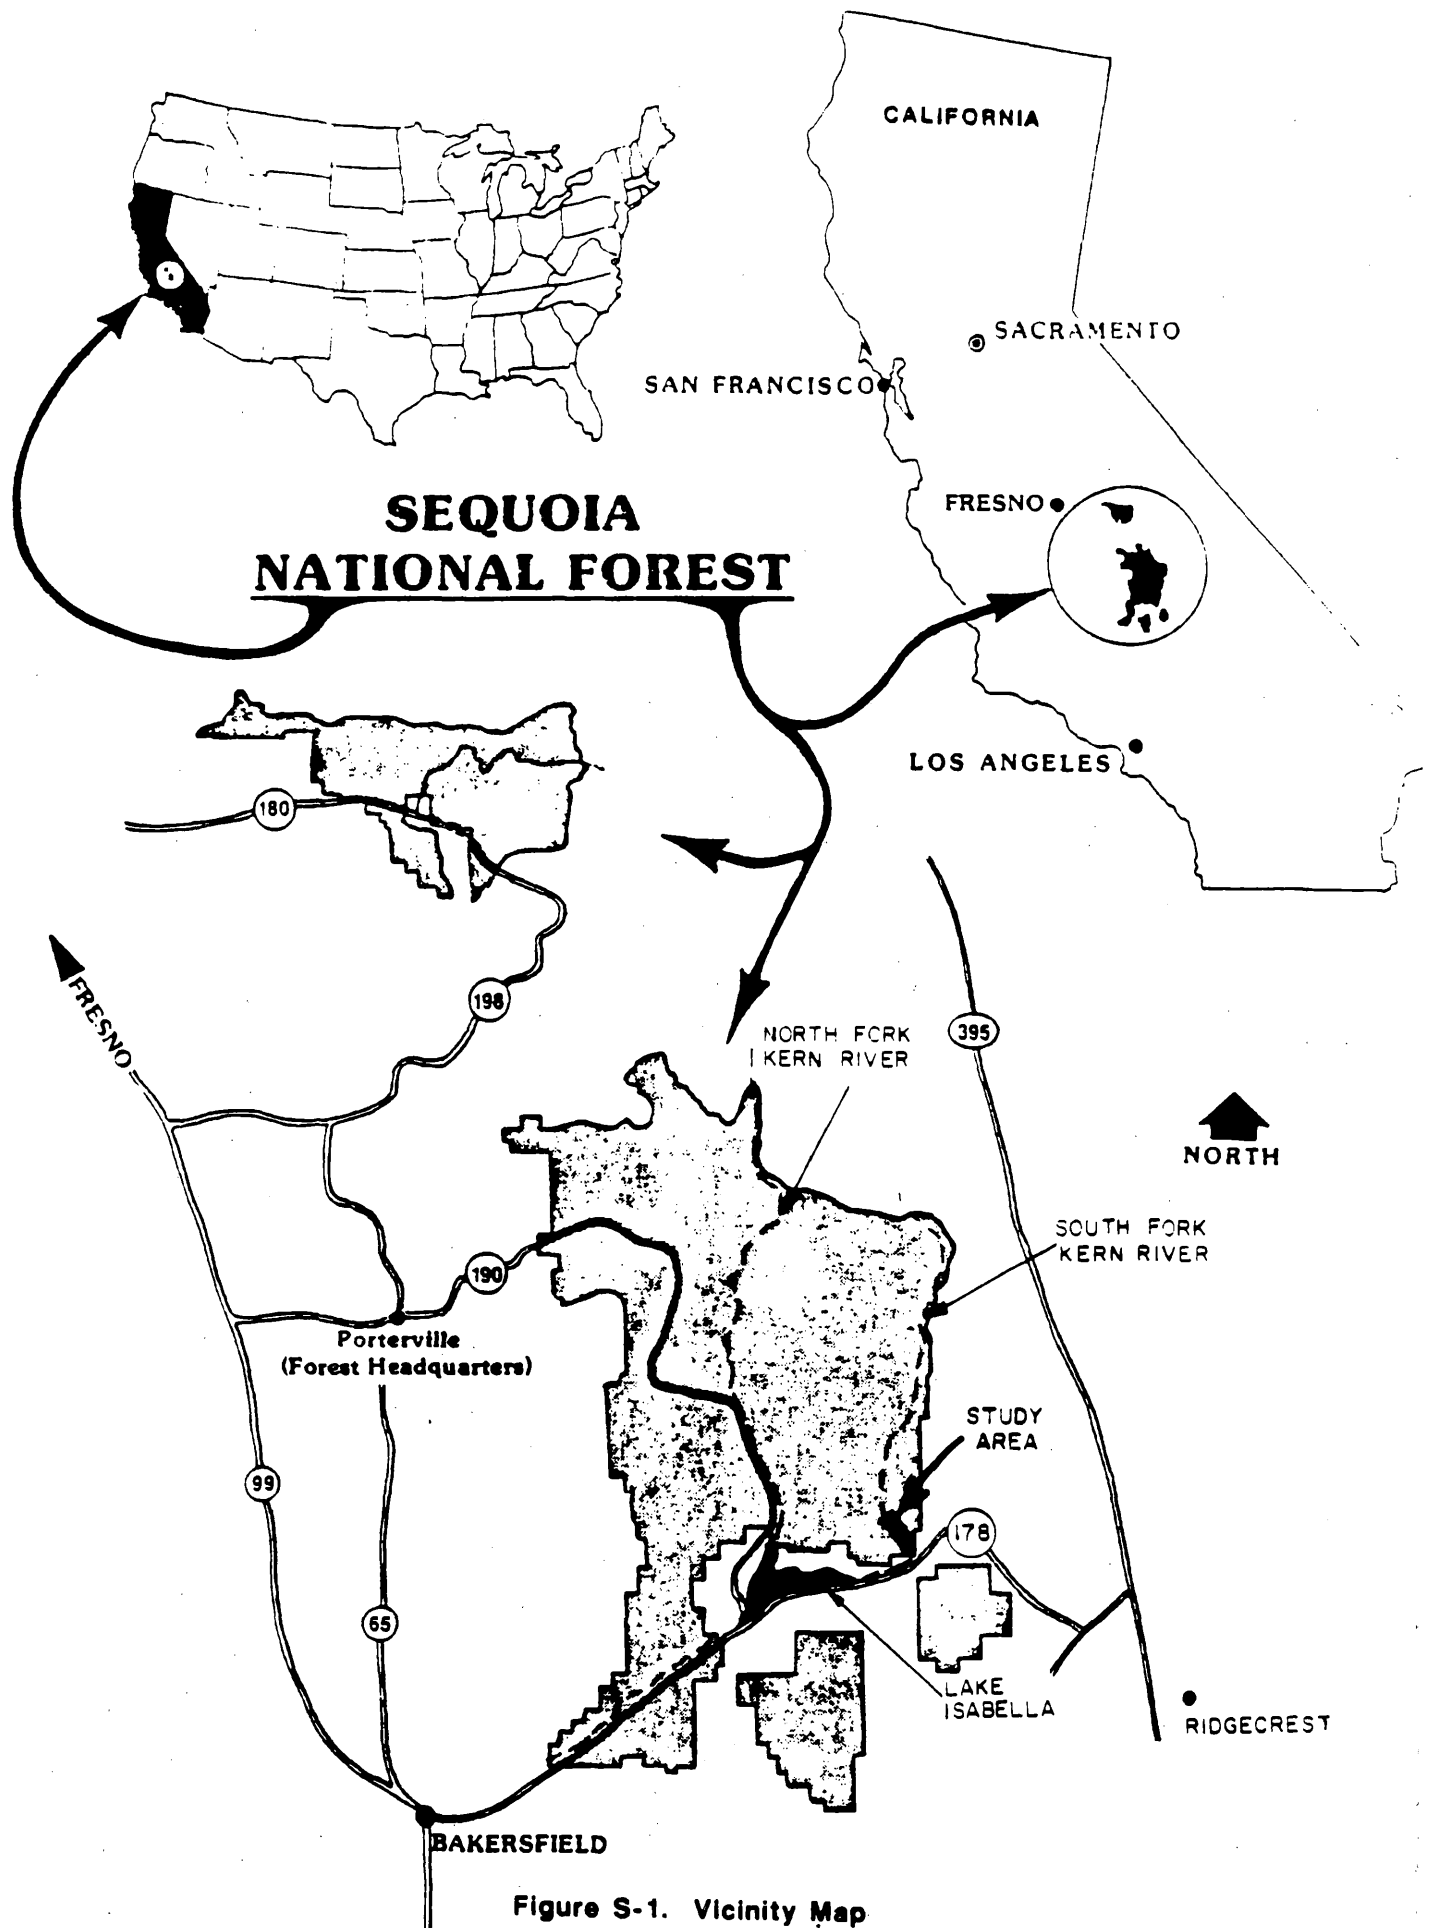 CALIFORNIA
SACRAMENTO
SAN FRANCISCO
FRESNO
SEQUOIA
NATIONAL FOREST
LOS ANGELES
180
198
FRESNO
NORTH FORK
KERN RIVER
395
NORTH
SOUTH FORK
KERN RIVER
190
Porterville
(Forest Headquarters)
STUDY
AREA
99
178
65
LAKE
ISABELLA
RIDGECREST
BAKERSFIELD
Figure S-1. Vicinity Map